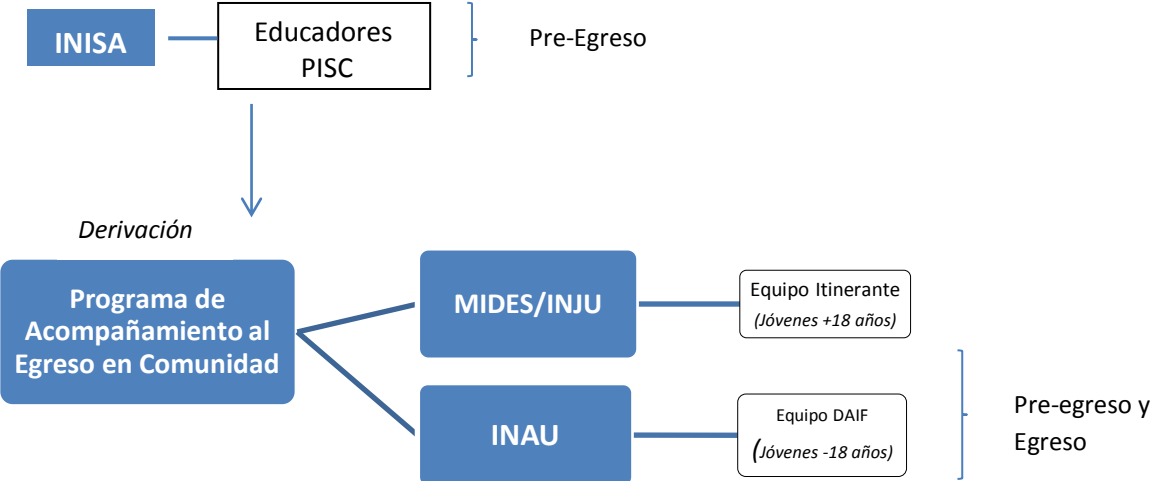 INISA
Educadores
PISC
Pre-Egreso
Derivación
Programa de
Acompañamiento al
Egreso en Comunidad
MIDES/INJU
Equipo Itinerante
(Jóvenes +18 años)
INAU
Equipo DAIF
(Jóvenes -18 años)
Pre-egreso y
Egreso